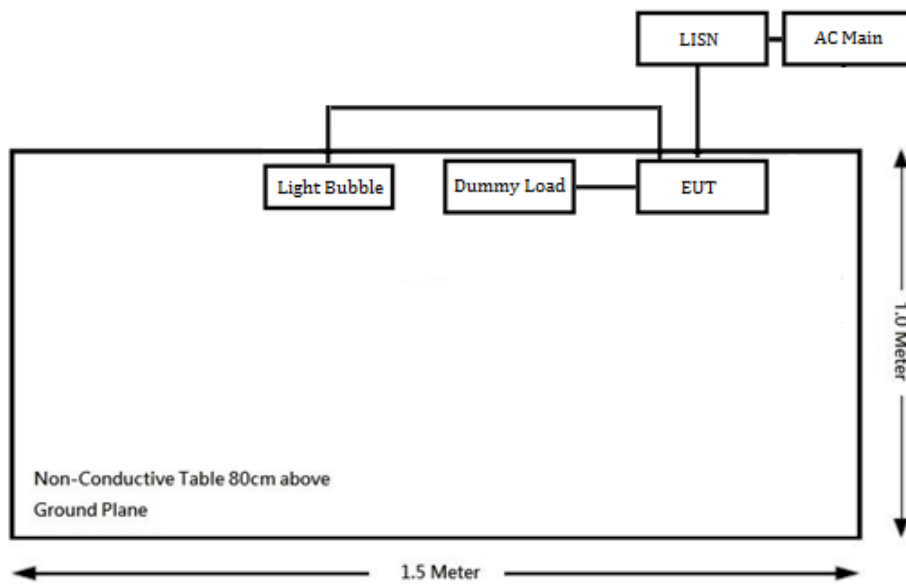 LISN
AC Main
Light Bubble
Dummy Load
EUT
1.0 Meter
Non-Conductive Table 80cm above
Ground Plane
1.5 Meter